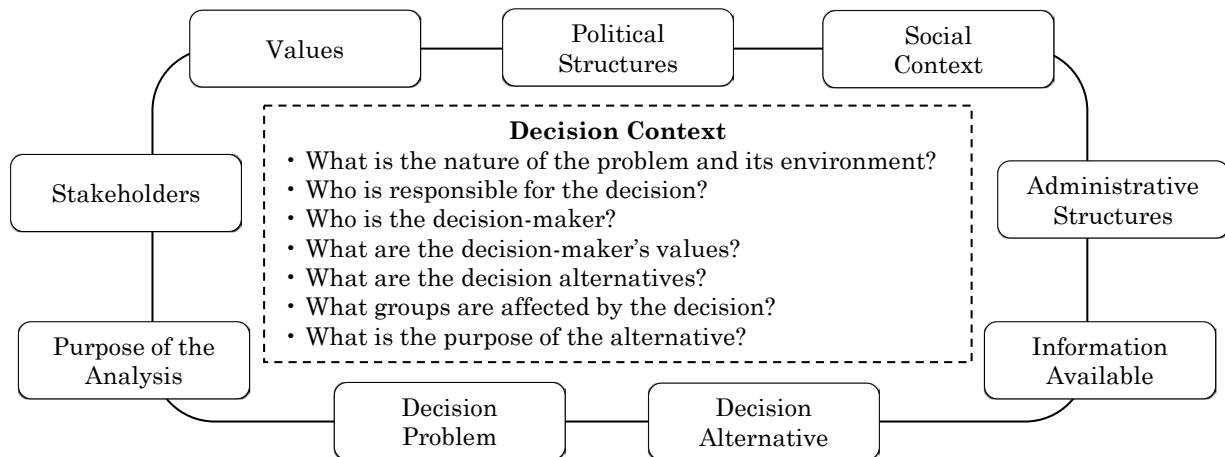 Values
Political
Structures
Social
Context
Stakeholders
Decision Context
・What is the nature of the problem and its environment?
・Who is responsible for the decision?
・Who is the decision-maker?
・What are the decision-maker’s values?
・What are the decision alternatives?
・What groups are affected by the decision?
・What is the purpose of the alternative?
Administrative
Structures
Purpose of the
Analysis
Information
Available
Decision
Problem
Decision
Alternative